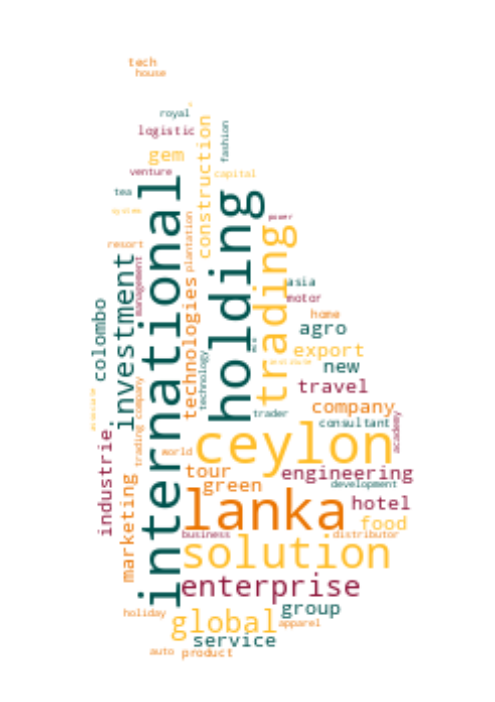 tech
house
royal
logistic
fashion
construction
gem
venture
capital
international
tea
holding
system
plantation
power
trading
resort
management
investment
technologies
asia
motor
colombo
home
agro
export
technology
new
travel
trading company
company
trader
consultant
academy
ceylon
industrie
world
tour
engineering
green
development
marketing
lanka
hotel
food
business
distributor
solution
enterprise
group
holiday
global
apparel
service
auto
product